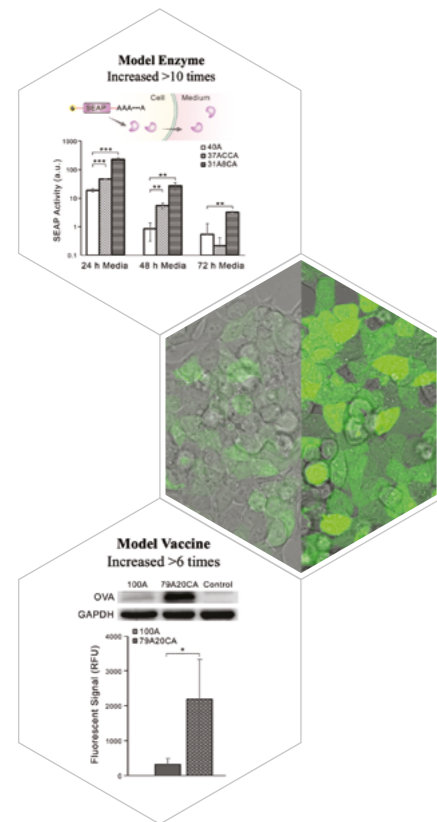 Model Enzyme
Increased >10 times
Cell Medium
SEAP AAA—A
40A
37ACCA
31A8CA
SEAP Activity (a.u.)
1000
100
10
1
0.1
***
***
**
**
**
24 h Media 48 h Media 72 h Media
Model Vaccine
Increased >6 times
100A 79A20CA Control
OVA
GAPDH
100A
79A20CA
Fluorescent Signal (RFU)
4000
3000
2000
1000
0
*